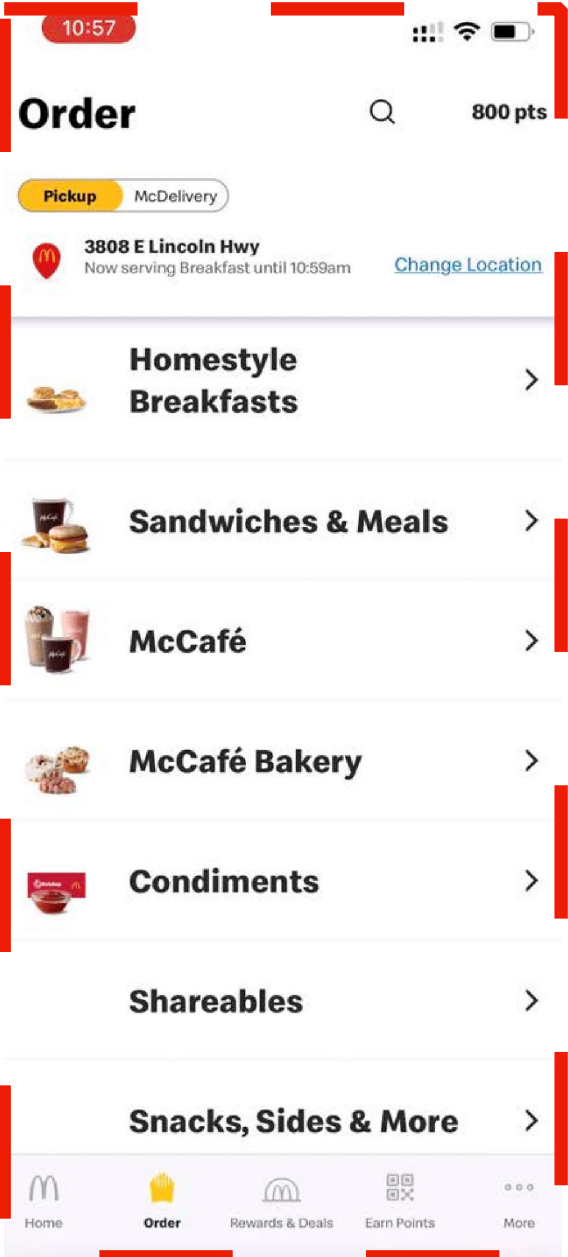 10:57
Order
800 pts
Pickup
McDelivery
3808 E Lincoln Hwy
Now serving Breakfast until 10:59am
Change Location
Homestyle
Breakfasts
Sandwiches & Meals
McCafé
McCafé Bakery
Condiments
Shareables
Snacks, Sides & More
Home
Order
Rewards & Deals
Earn Points
More